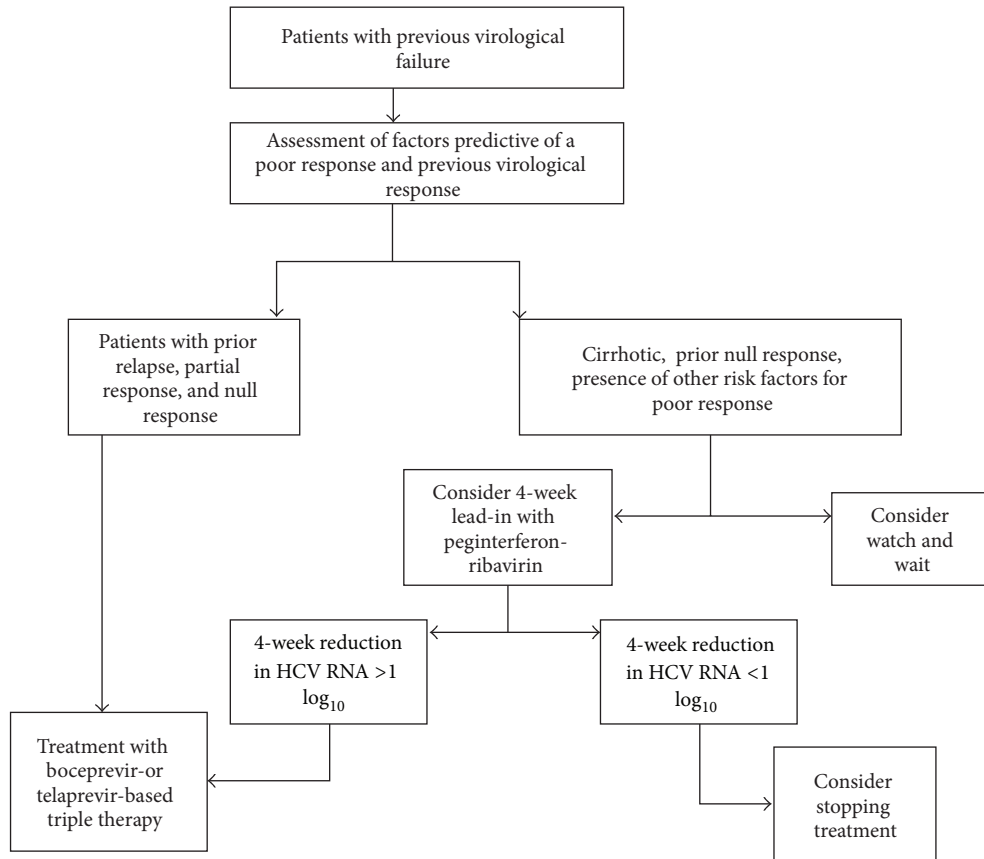 Patients with previous virological
failure
Assessment of factors predictive of a
poor response and previous virological
response
Patients with prior
relapse, partial
response, and null
response
Cirrhotic, prior null response,
presence of other risk factors for
poor response
Consider 4-week
lead-in with
peginterferon-
ribavirin
Consider
watch and
wait
4-week reduction
in HCV RNA >1
log₁₀
4-week reduction
in HCV RNA <1
log₁₀
Treatment with
boceprevir-or
telaprevir-based
triple therapy
Consider
stopping
treatment